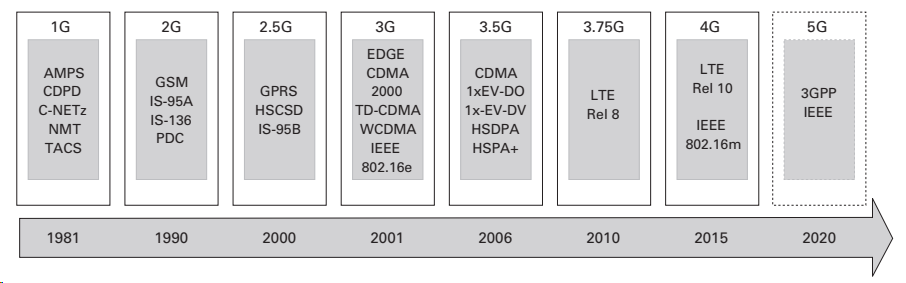 1G
AMPS
CDPD
C-NETz
NMT
TACS
2G
GSM
IS-95A
IS-136
PDC
2.5G
GPRS
HSCSD
IS-95B
3G
EDGE
CDMA
2000
TD-CDMA
WCDMA
IEEE
802.16e
3.5G
CDMA
1xEV-DO
1x-EV-DV
HSDPA
HSPA+
3.75G
LTE
Rel 8
4G
LTE
Rel 10
IEEE
802.16m
5G
3GPP
IEEE
1981
1990
2000
2001
2006
2010
2015
2020